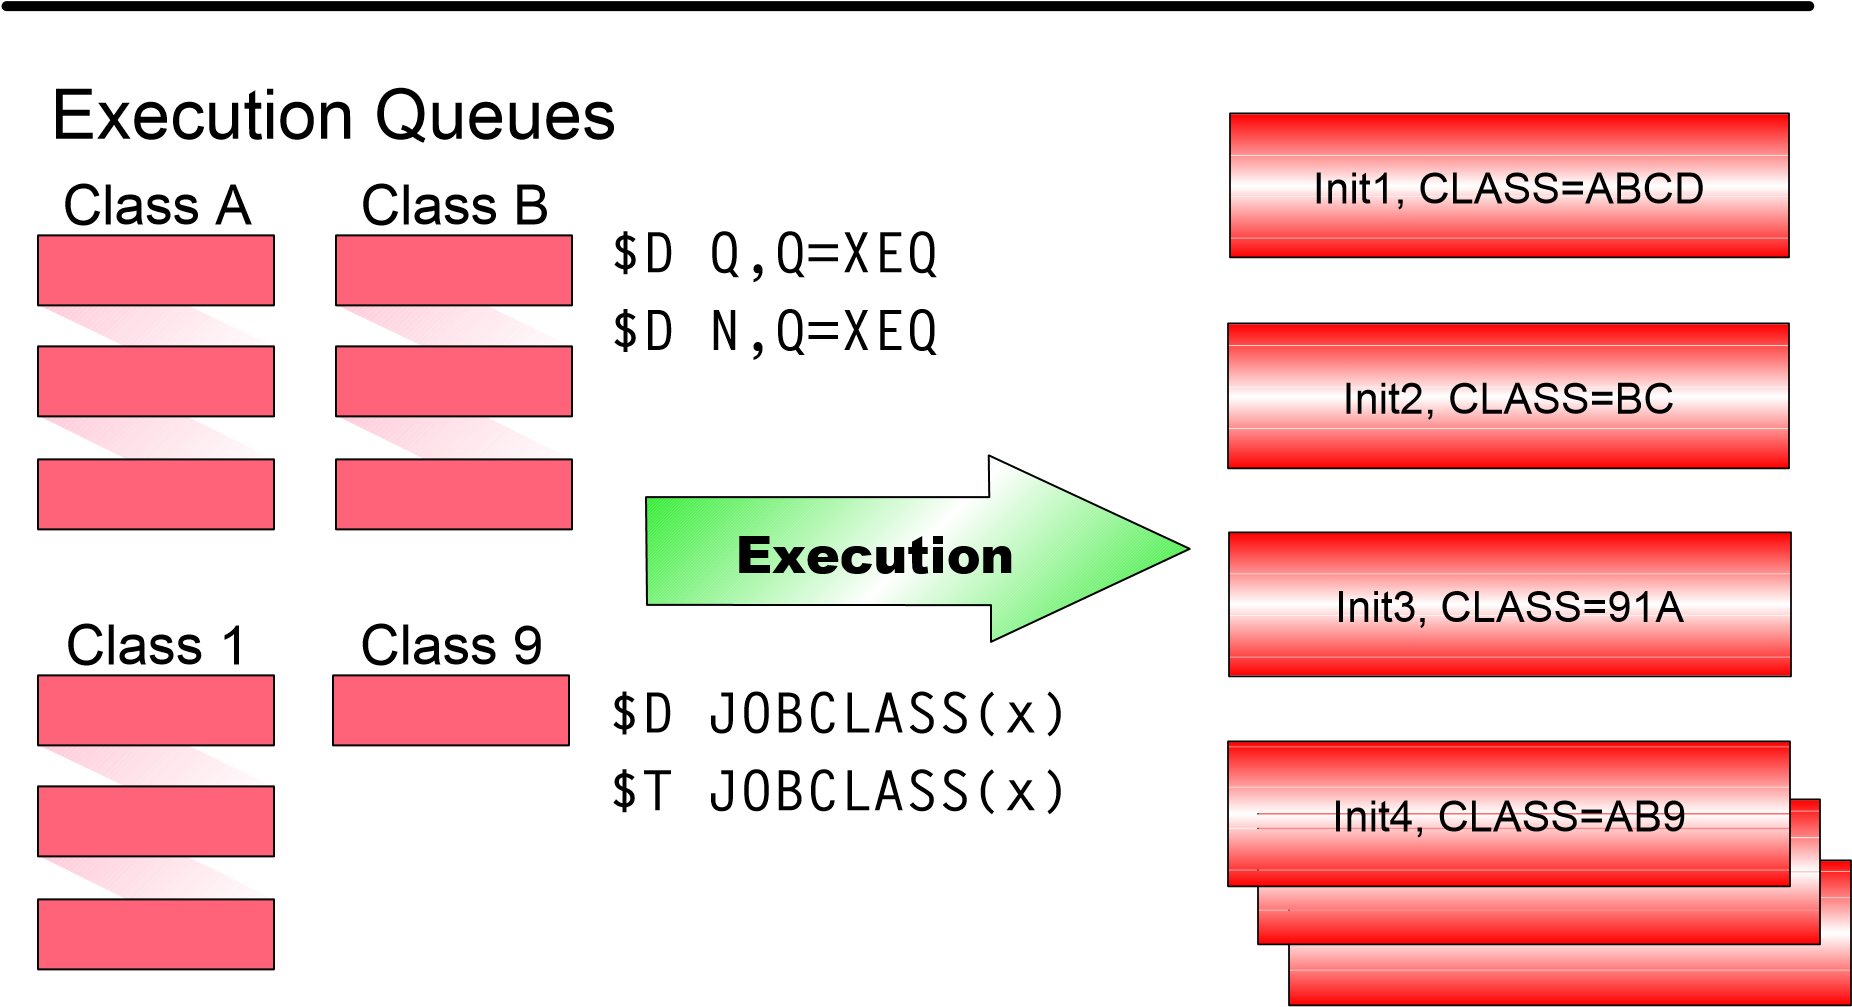 Execution Queues
Class A
Class B
$D Q,Q=XEQ
$D N,Q=XEQ
Execution
Class 1
Class 9
$D JOBCLASS(x)
$T JOBCLASS(x)
Init1, CLASS=ABCD
Init2, CLASS=BC
Init3, CLASS=91A
Init4, CLASS=AB9